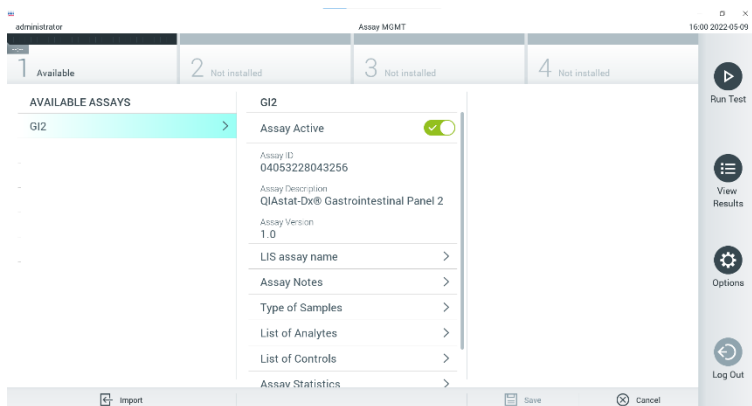 administrator
Assay MGMT
16:00 2022-05-09
1 Available
2 Not installed
3 Not installed
4 Not installed
Run Test
View
Results
Options
Log Out
AVAILABLE ASSAYS
GI2
GI2
Assay Active
Assay ID
04053228043256
Assay Description
QIAstat-Dx® Gastrointestinal Panel 2
Assay Version
1.0
LIS assay name
Assay Notes
Type of Samples
List of Analytes
List of Controls
Assay Statistics
Import
Save
Cancel